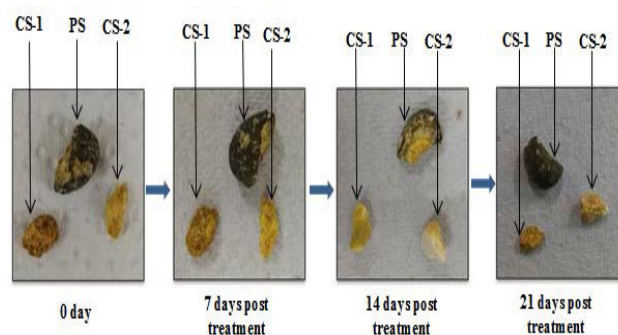 CS-1 PS CS-2
CS-1 PS CS-2
CS-1 PS CS-2
CS-1 PS CS-2
0 day
7 days post
treatment
14 days post
treatment
21 days post
treatment